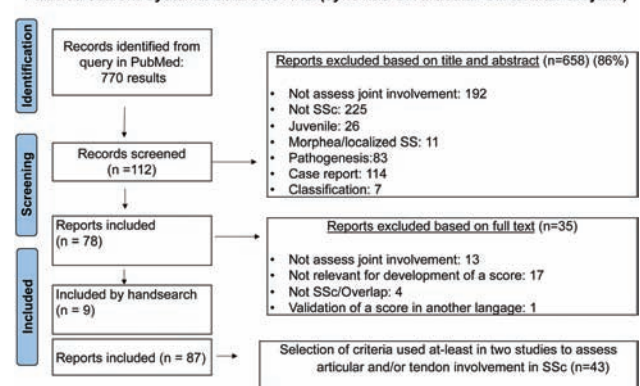 Identification
Records identified from
query in PubMed:
770 results
Reports excluded based on title and abstract (n=658) (86%)
• Not assess joint involvement: 192
• Not SSc: 225
• Juvenile: 26
• Morphea/localized SS: 11
• Pathogenesis:83
• Case report: 114
• Classification: 7
Screening
Records screened
(n =112)
Reports included
(n = 78)
Reports excluded based on full text (n=35)
• Not assess joint involvement: 13
• Not relevant for development of a score: 17
• Not SSc/Overlap: 4
• Validation of a score in another langage: 1
Included
Included by handsearch
(n = 9)
Reports included (n = 87)
Selection of criteria used at-least in two studies to assess
articular and/or tendon involvement in SSc (n=43)